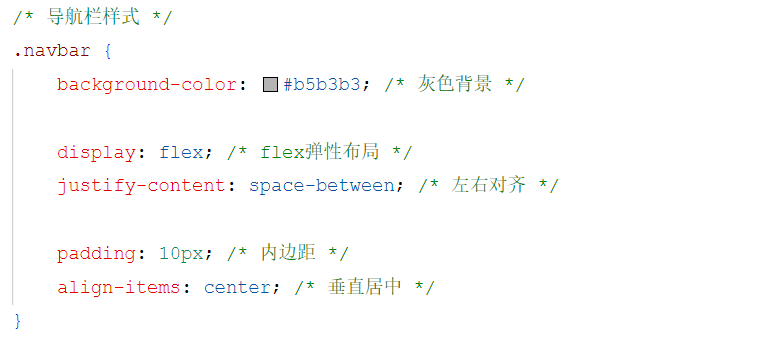 /* 导航栏样式 */
.navbar {
background-color: #b5b3b3; /* 灰色背景 */
display: flex; /* flex弹性布局 */
justify-content: space-between; /* 左右对齐 */
padding: 10px; /* 内边距 */
align-items: center; /* 垂直居中 */
}